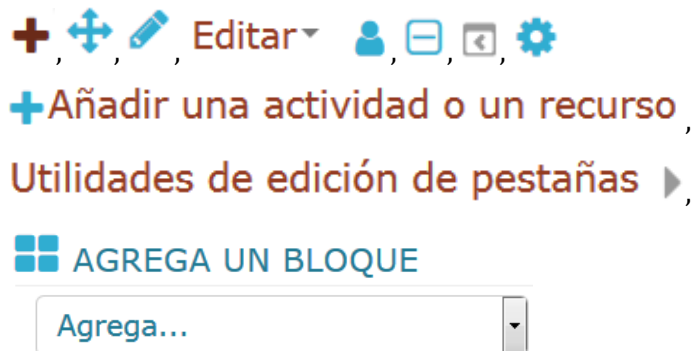 , , , Editar , , ,
Añadir una actividad o un recurso ,
Utilidades de edición de pestañas ,
AGREGA UN BLOQUE
Agrega...